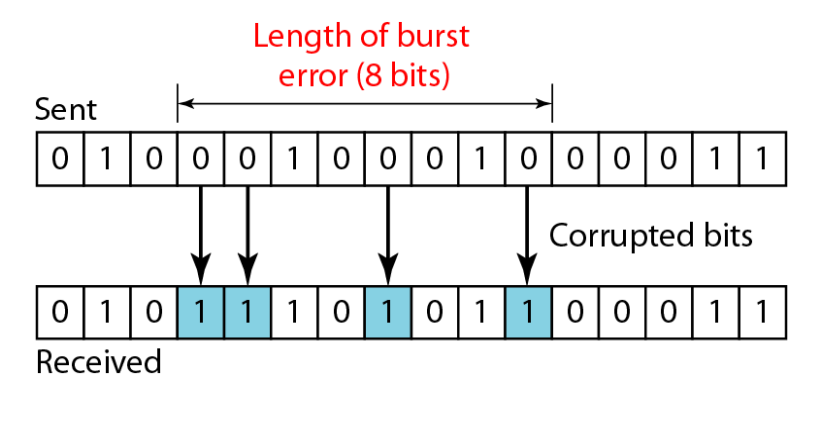 Length of burst
error (8 bits)
Sent
0 1 0 0 0 1 0 0 0 1 0 0 0 0 1 1
Corrupted bits
0 1 0 1 1 1 0 1 0 1 1 0 0 0 1 1
Received